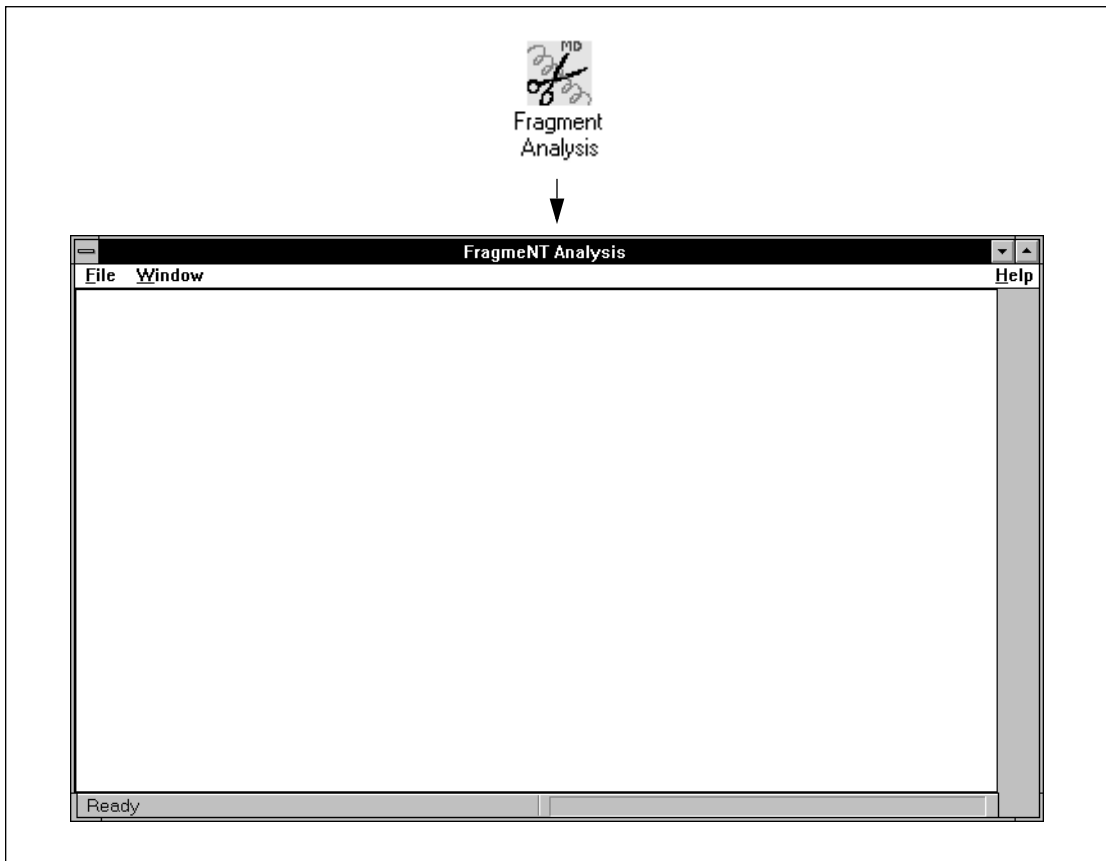 MD
Fragment
Analysis
FragmeNT Analysis
File Window Help
Ready